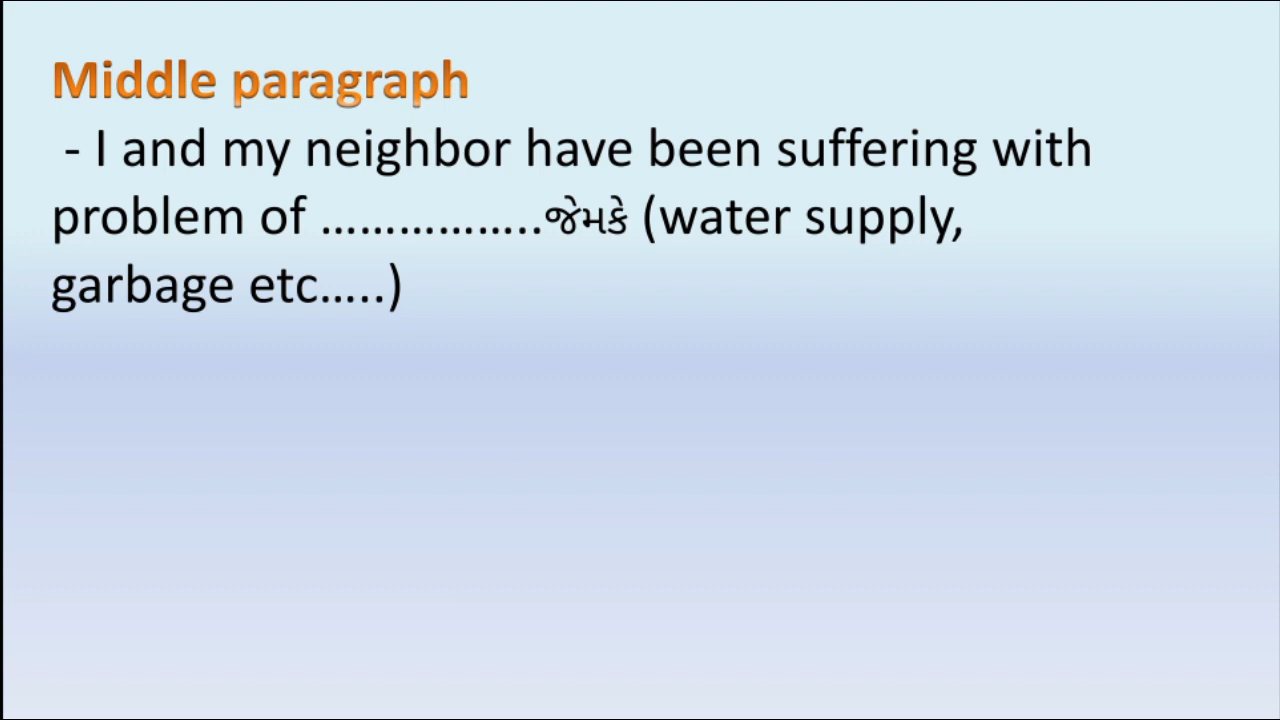 Middle paragraph
- I and my neighbor have been suffering with
problem of ……………..જેમકે (water supply,
garbage etc…..)